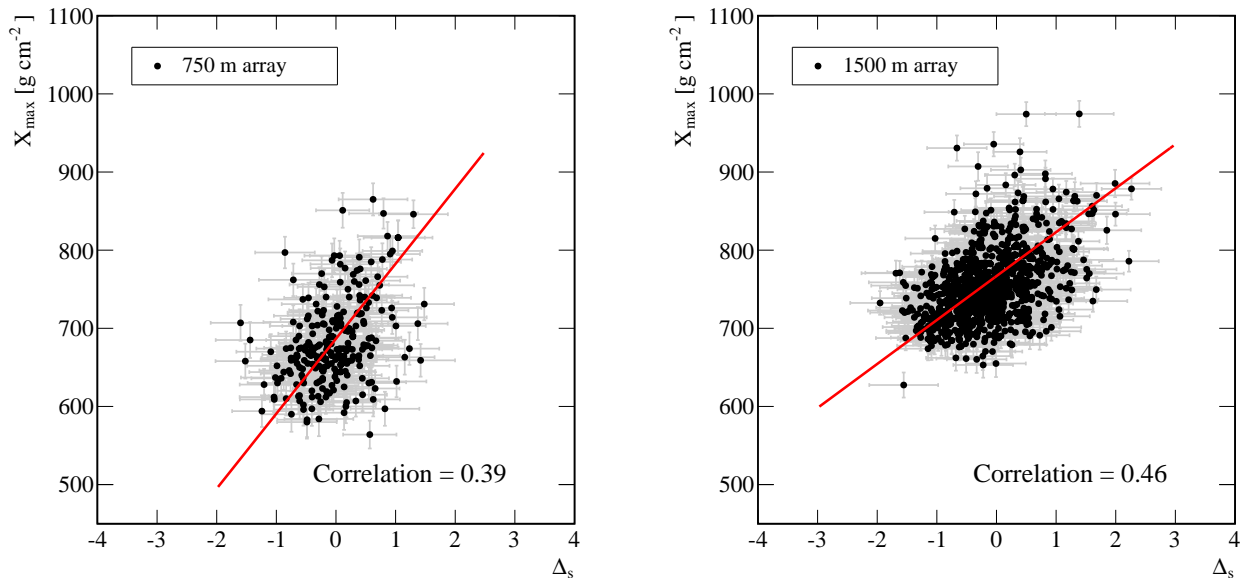 X_max [g cm^-2]
1100
1000
900
800
700
600
500
750 m array
Correlation = 0.39
-4 -3 -2 -1 0 1 2 3 4
Δ_s
X_max [g cm^-2]
1100
1000
900
800
700
600
500
1500 m array
Correlation = 0.46
-4 -3 -2 -1 0 1 2 3 4
Δ_s